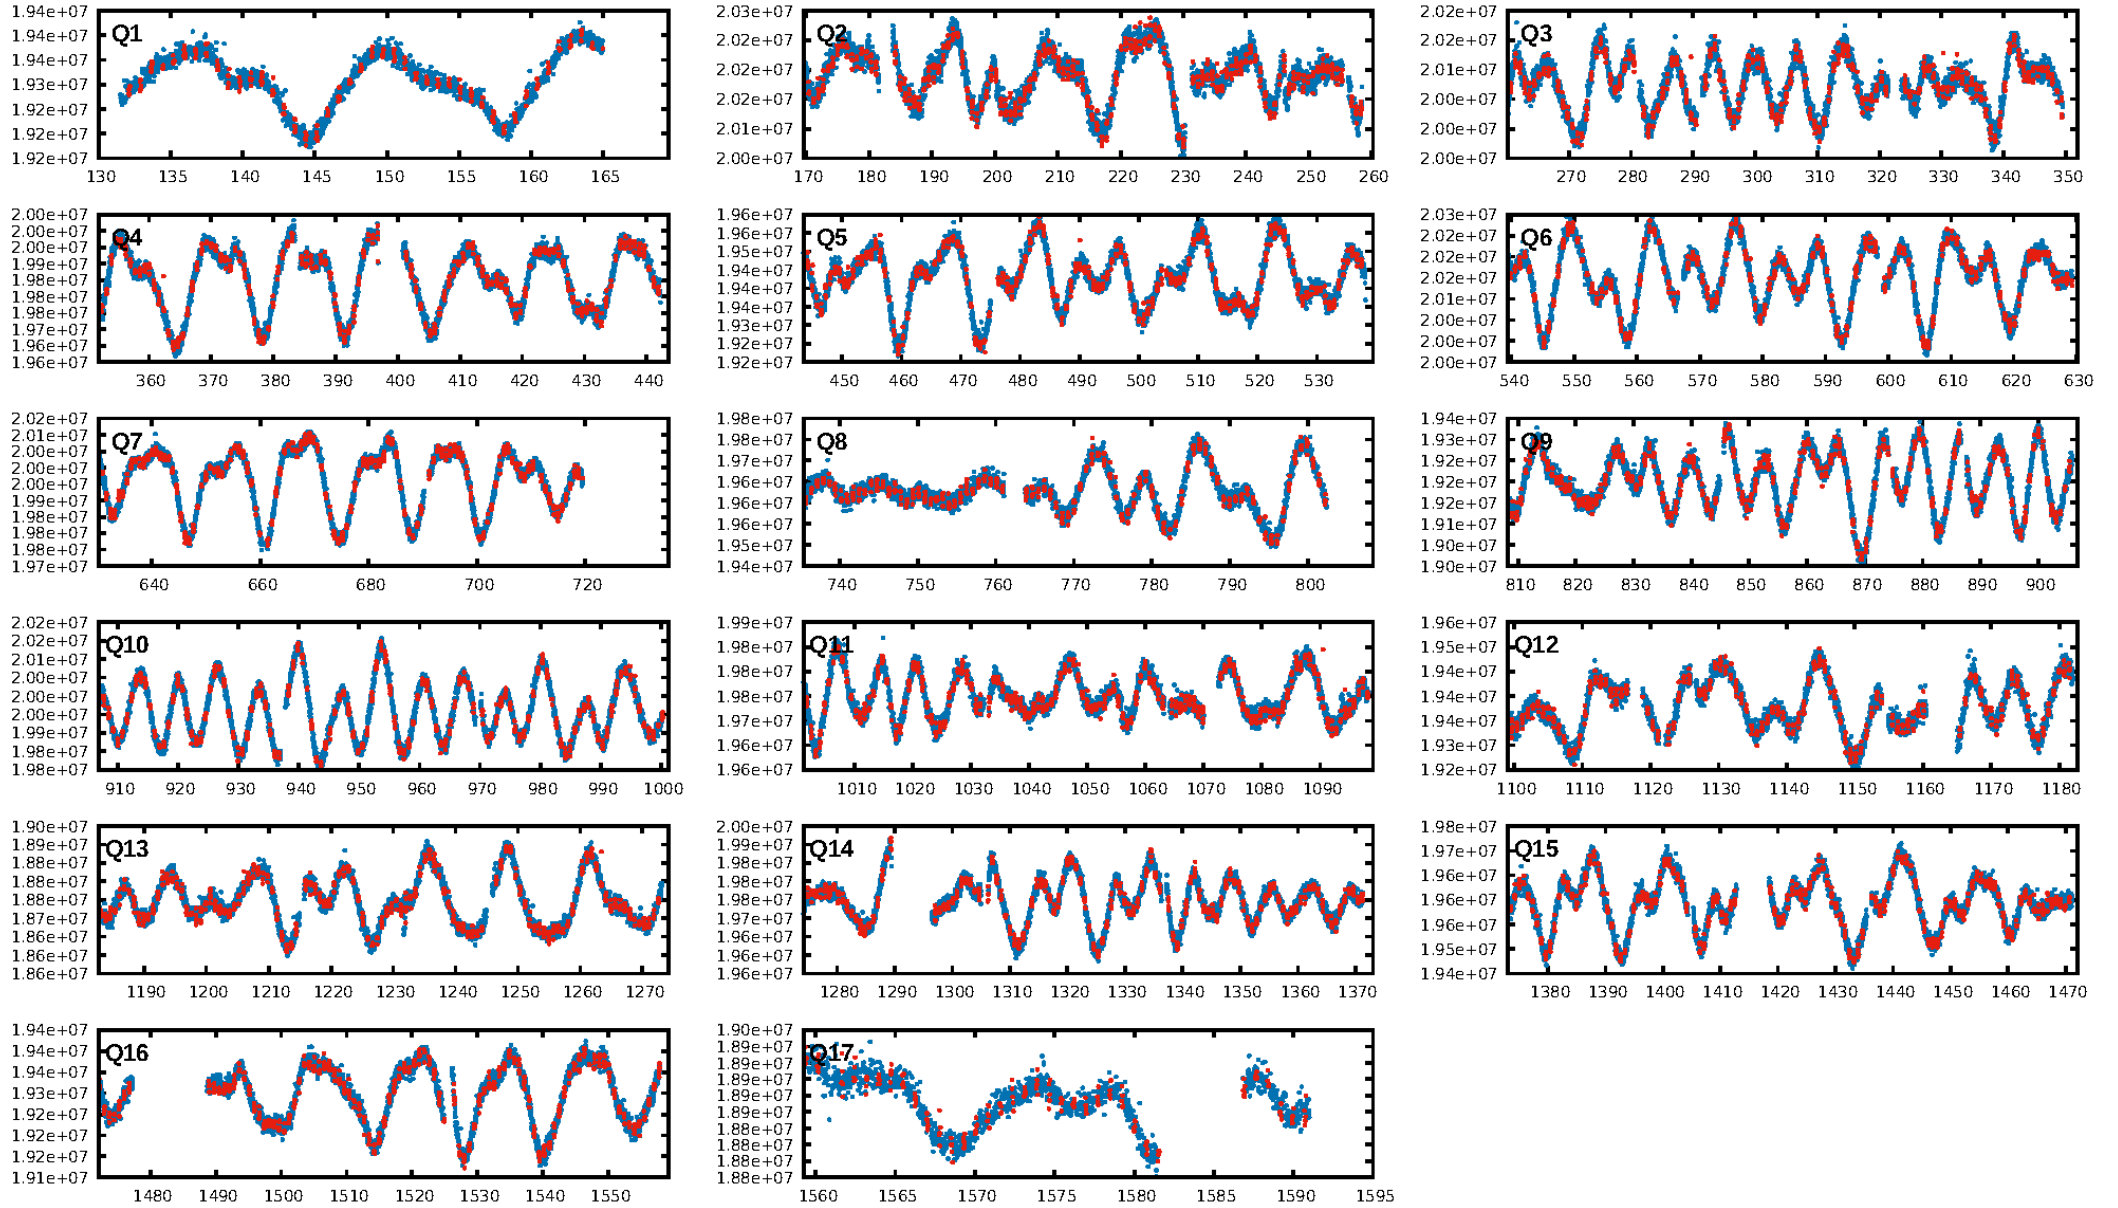 1.94e+07 1.94e+07 1.94e+07 1.93e+07 1.92e+07 1.92e+07 1.92e+07
Q1
130 135 140 145 150 155 160 165
2.03e+07 2.02e+07 2.02e+07 2.02e+07 2.01e+07 2.00e+07
Q2
170 180 190 200 210 220 230 240 250 260
2.02e+07 2.02e+07 2.01e+07 2.00e+07 2.00e+07 2.00e+07
Q3
270 280 290 300 310 320 330 340 350
2.00e+07 2.00e+07 1.99e+07 1.99e+07 1.98e+07 1.98e+07 1.97e+07 1.97e+07 1.96e+07 1.96e+07
Q4
360 370 380 390 400 410 420 430 440
1.96e+07 1.95e+07 1.95e+07 1.94e+07 1.94e+07 1.93e+07 1.93e+07 1.92e+07 1.92e+07
Q5
450 460 470 480 490 500 510 520 530
2.03e+07 2.02e+07 2.02e+07 2.01e+07 2.01e+07 2.00e+07 2.00e+07
Q6
540 550 560 570 580 590 600 610 620 630
2.02e+07 2.01e+07 2.01e+07 2.00e+07 2.00e+07 1.99e+07 1.98e+07 1.98e+07 1.97e+07
Q7
640 660 680 700 720
1.98e+07 1.98e+07 1.97e+07 1.96e+07 1.96e+07 1.96e+07 1.95e+07 1.94e+07
Q8
740 750 760 770 780 790 800
1.94e+07 1.93e+07 1.92e+07 1.92e+07 1.91e+07 1.90e+07 1.90e+07
Q9
810 820 830 840 850 860 870 880 890 900
2.02e+07 2.02e+07 2.01e+07 2.00e+07 2.00e+07 2.00e+07 1.99e+07 1.98e+07 1.98e+07
Q10
910 920 930 940 950 960 970 980 990 1000
1.99e+07 1.98e+07 1.98e+07 1.98e+07 1.97e+07 1.96e+07 1.96e+07
Q11
1010 1020 1030 1040 1050 1060 1070 1080 1090
1.96e+07 1.95e+07 1.94e+07 1.94e+07 1.93e+07 1.92e+07
Q12
1100 1110 1120 1130 1140 1150 1160 1170 1180
1.90e+07 1.89e+07 1.88e+07 1.88e+07 1.88e+07 1.87e+07 1.86e+07 1.86e+07
Q13
1190 1200 1210 1220 1230 1240 1250 1260 1270
2.00e+07 1.99e+07 1.98e+07 1.98e+07 1.98e+07 1.97e+07 1.96e+07 1.96e+07
Q14
1280 1290 1300 1310 1320 1330 1340 1350 1360 1370
1.98e+07 1.97e+07 1.96e+07 1.96e+07 1.95e+07 1.94e+07
Q15
1380 1390 1400 1410 1420 1430 1440 1450 1460 1470
1.94e+07 1.94e+07 1.94e+07 1.93e+07 1.92e+07 1.92e+07 1.92e+07 1.91e+07
Q16
1480 1490 1500 1510 1520 1530 1540 1550
1.90e+07 1.89e+07 1.89e+07 1.89e+07 1.89e+07 1.89e+07 1.88e+07 1.88e+07 1.88e+07 1.88e+07
Q17
1560 1565 1570 1575 1580 1585 1590 1595